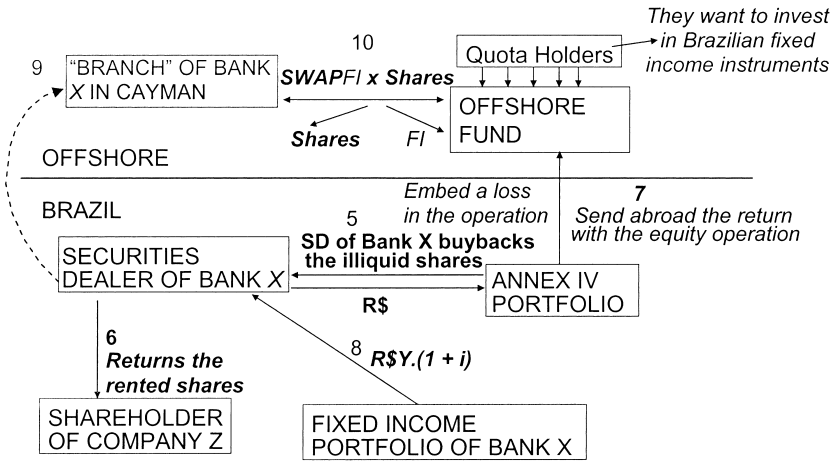 They want to invest
in Brazilian fixed
income instruments
Quota Holders
10
9
"BRANCH" OF BANK
X IN CAYMAN
SWAPFI x Shares
OFFSHORE
FUND
Shares
FI
OFFSHORE
BRAZIL
Embed a loss
in the operation
7
Send abroad the return
with the equity operation
5
SD of Bank X buybacks
the illiquid shares
SECURITIES
DEALER OF BANK X
R$
ANNEX IV
PORTFOLIO
6
Returns the
rented shares
8
R$Y.(1 + i)
SHAREHOLDER
OF COMPANY Z
FIXED INCOME
PORTFOLIO OF BANK X